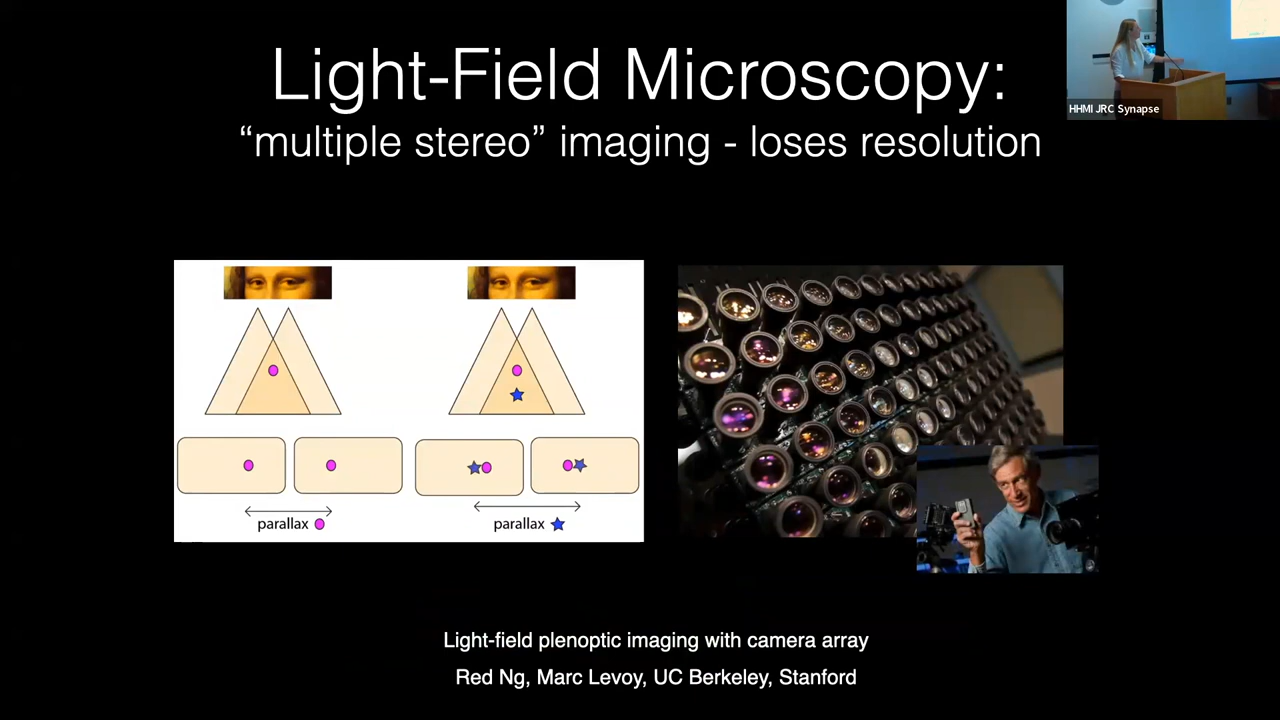 Light-Field Microscopy:
“multiple stereo” imaging - loses resolution
HHMI JRC Synapse
parallax
parallax
Light-field plenoptic imaging with camera array
Red Ng, Marc Levoy, UC Berkeley, Stanford